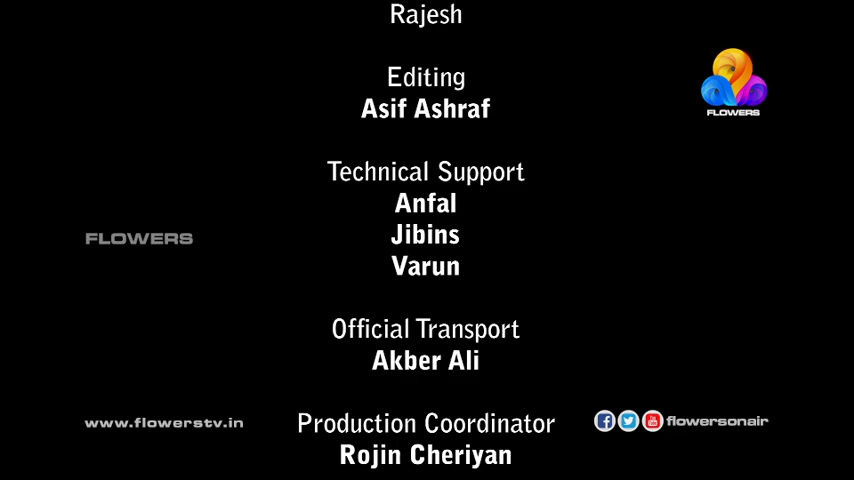 Rajesh
Editing
Asif Ashraf
FLOWERS
Technical Support
Anfal
Jibins
Varun
FLOWERS
Official Transport
Akber Ali
www.flowerstv.in
Production Coordinator
flowersonair
Rojin Cheriyan